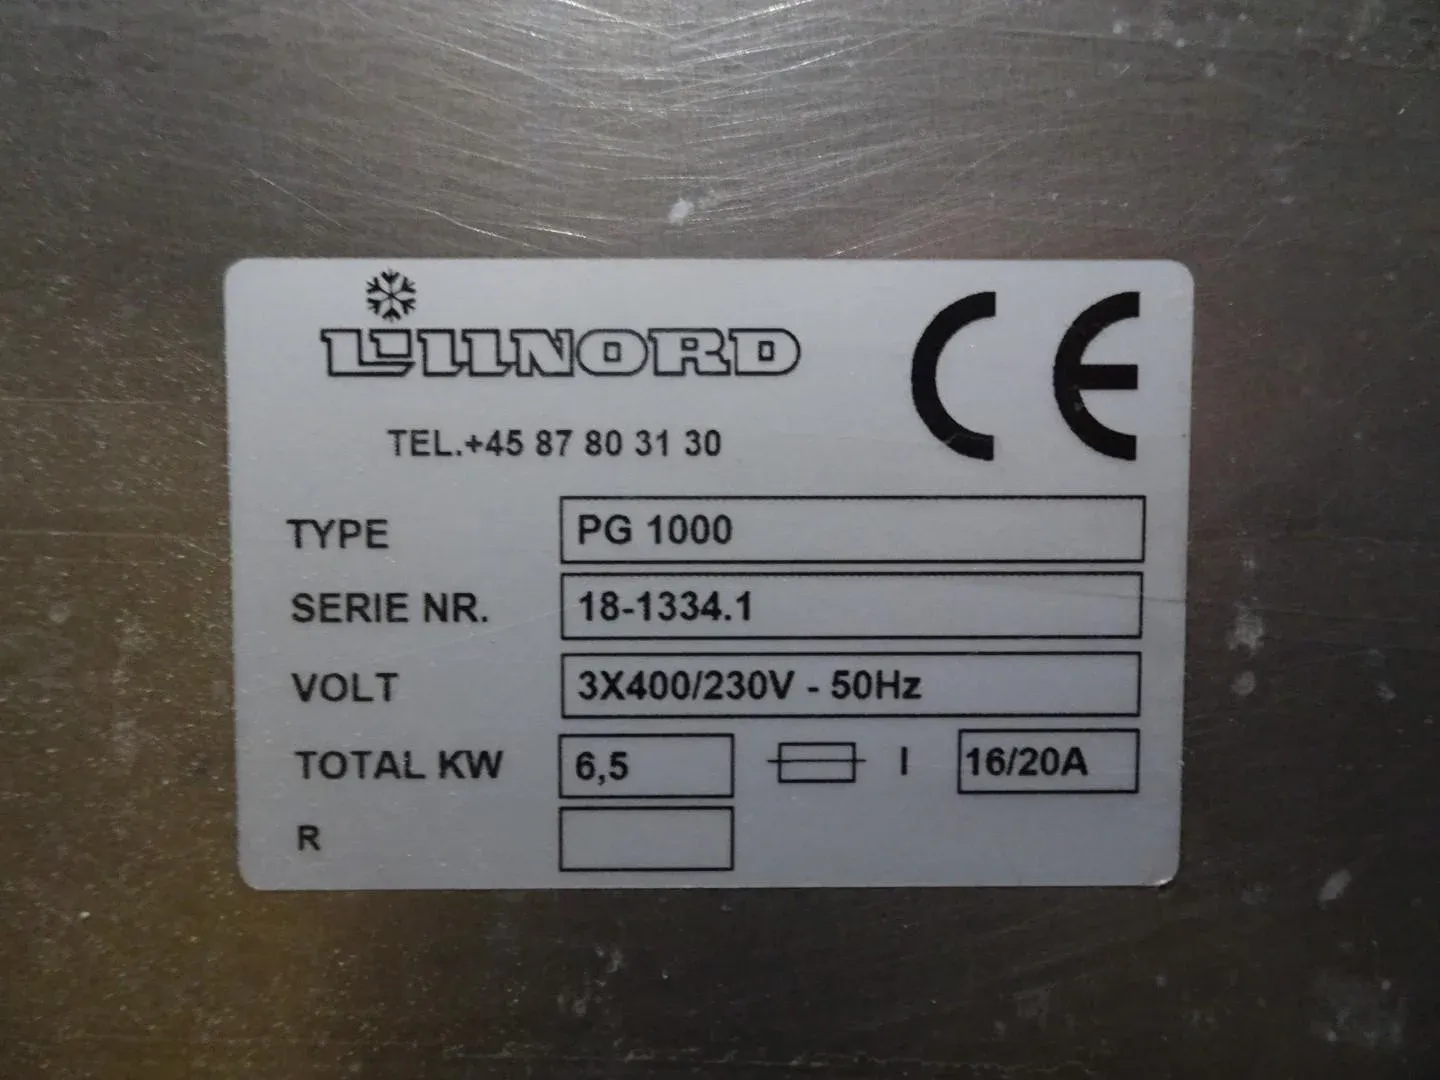 LILLNORD
CE
TEL.+45 87 80 31 30
TYPE PG 1000
SERIE NR. 18-1334.1
VOLT 3X400/230V - 50Hz
TOTAL KW 6,5 I 16/20A
R